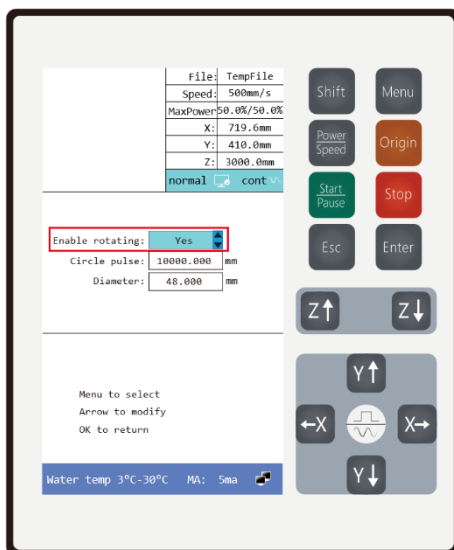 File: TempFile
Speed: 500mm/s
MaxPower 50.0%/50.0%
X: 719.6mm
Y: 410.0mm
Z: 3000.0mm
normal cont
Enable rotating: Yes
Circle pulse: 10000.000 mm
Diameter: 48.000 mm
Menu to select
Arrow to modify
OK to return
Water temp 3°C-30°C MA: 5ma
Shift Menu
Power Speed Origin
Start Pause Stop
Esc Enter
Z↑ Z↓
Y↑
←X X→
Y↓